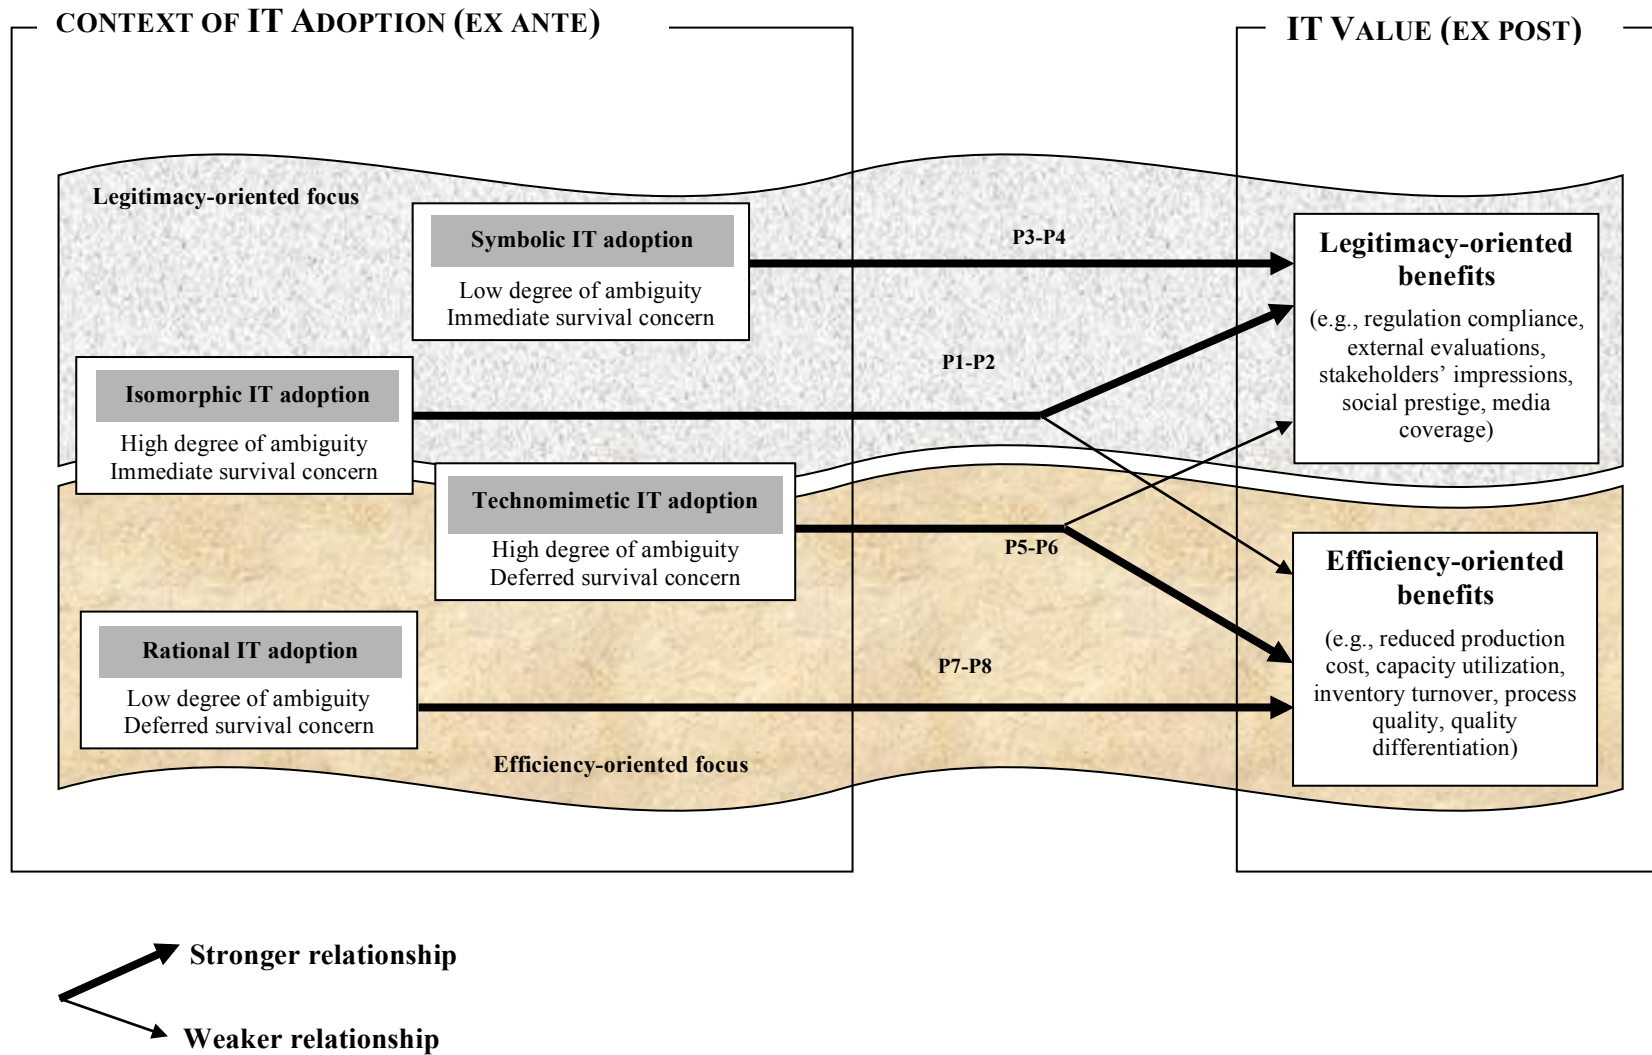 CONTEXT OF IT ADOPTION (EX ANTE)
IT VALUE (EX POST)
Legitimacy-oriented focus
Symbolic IT adoption
Low degree of ambiguity
Immediate survival concern
P3-P4
Legitimacy-oriented
benefits
(e.g., regulation compliance,
external evaluations,
stakeholders’ impressions,
social prestige, media
coverage)
P1-P2
Isomorphic IT adoption
High degree of ambiguity
Immediate survival concern
Technomimetic IT adoption
High degree of ambiguity
Deferred survival concern
P5-P6
Efficiency-oriented
benefits
(e.g., reduced production
cost, capacity utilization,
inventory turnover, process
quality, quality
differentiation)
Rational IT adoption
Low degree of ambiguity
Deferred survival concern
P7-P8
Efficiency-oriented focus
Stronger relationship
Weaker relationship